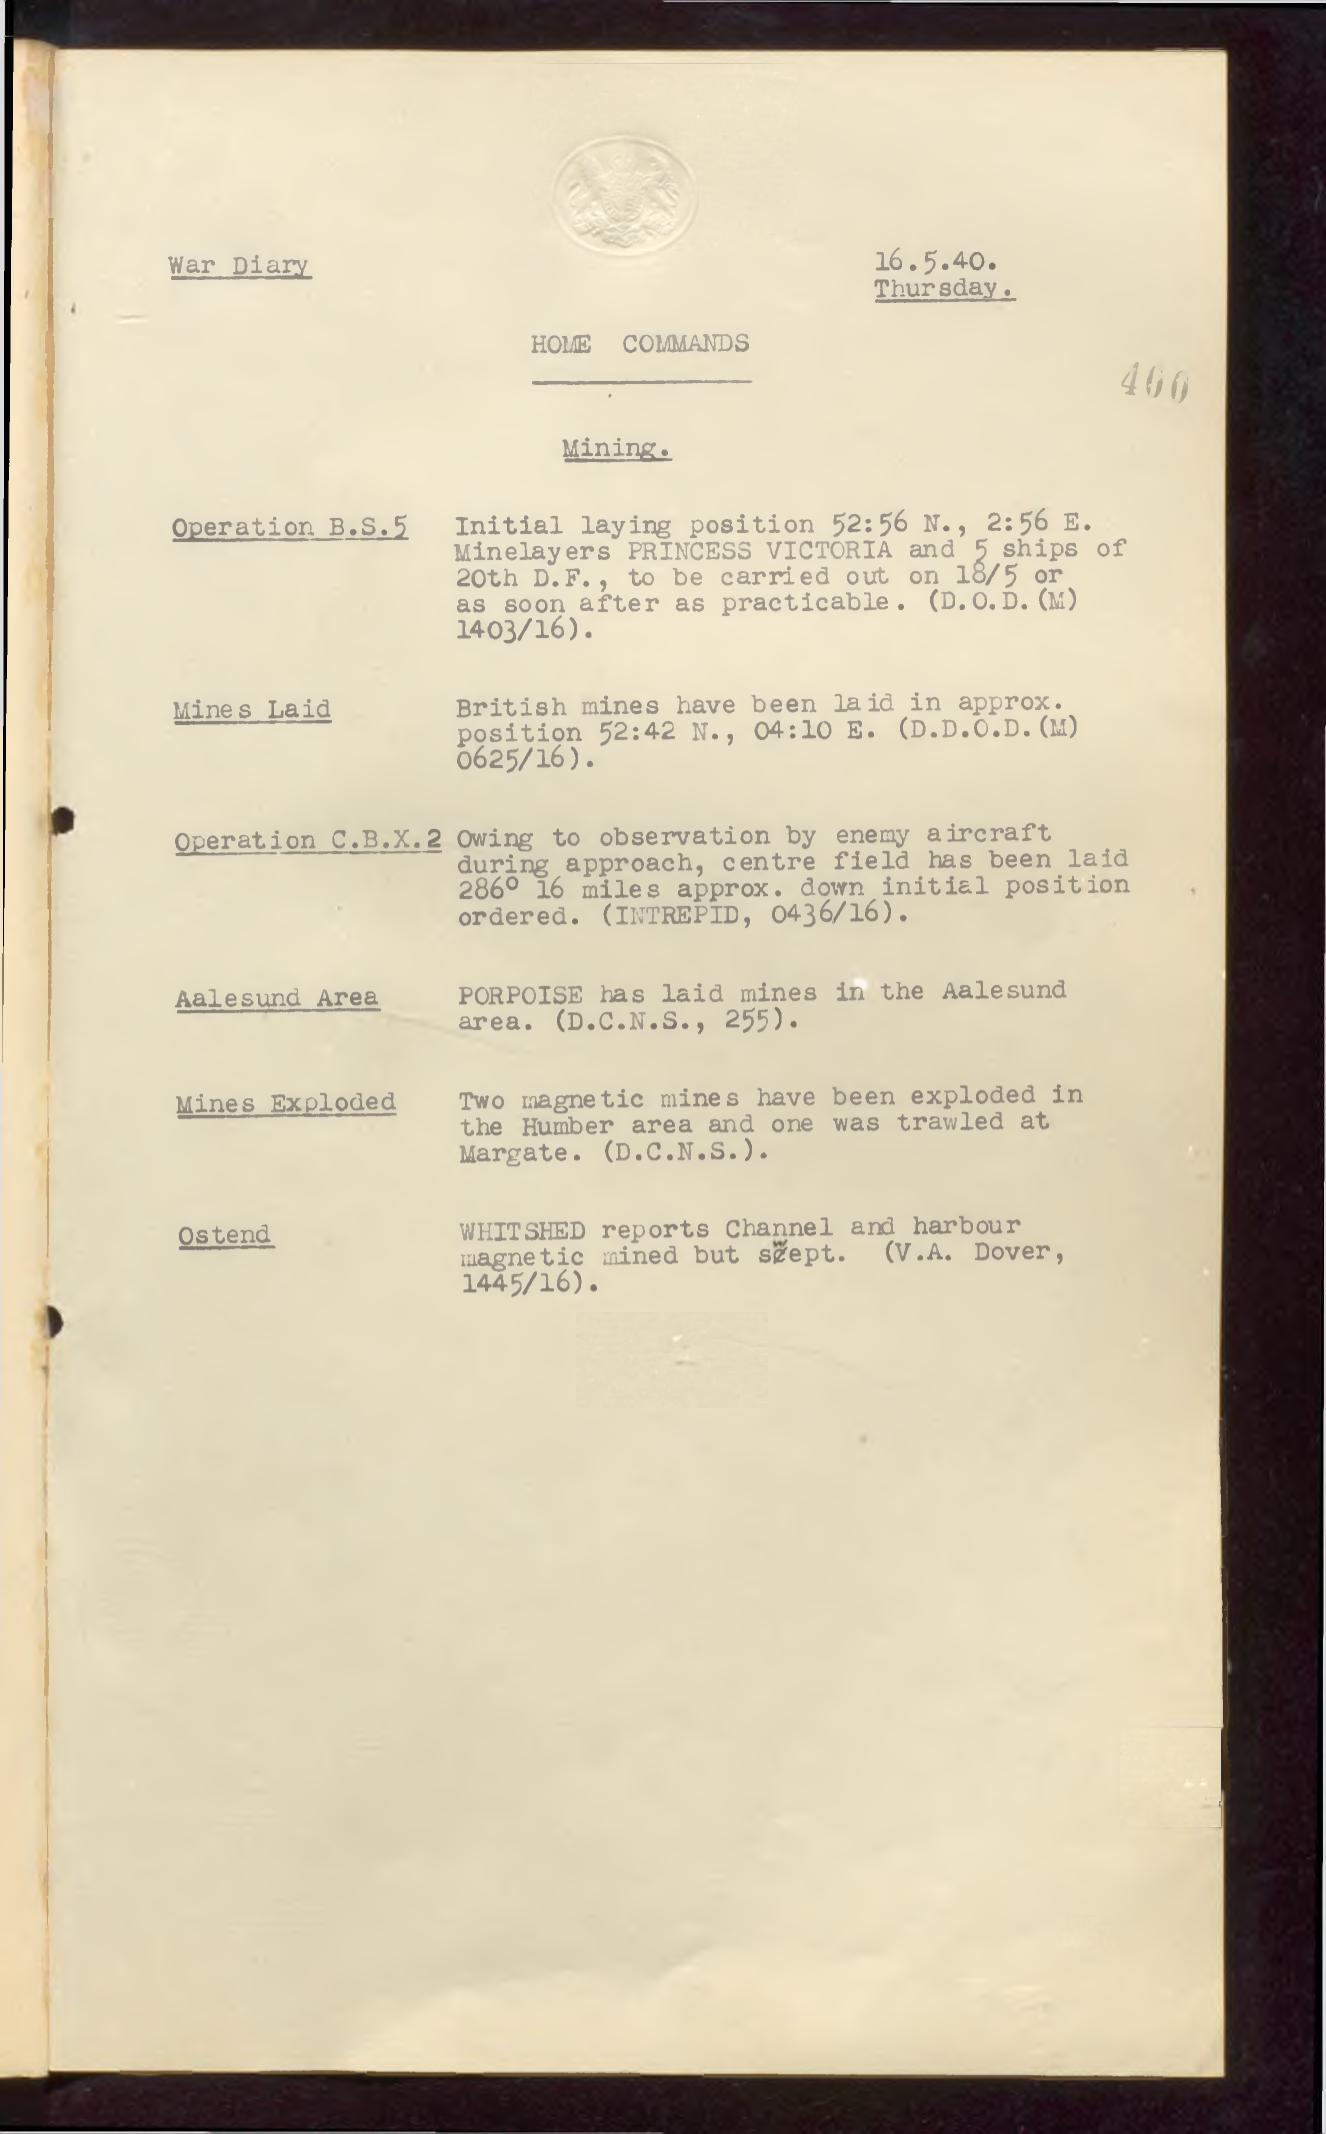 War Diary
16.5.40.
Thursday.
HOME COMMANDS
400
Mining.
Operation B.S.5 Initial laying position 52:56 N., 2:56 E.
Minelayers PRINCESS VICTORIA and 5 ships of
20th D.F., to be carried out on 18/5 or
as soon after as practicable. (D.O.D.(M)
1403/16).
Mines Laid British mines have been laid in approx.
position 52:42 N., 04:10 E. (D.D.O.D.(M)
0625/16).
Operation C.B.X.2 Owing to observation by enemy aircraft
during approach, centre field has been laid
286° 16 miles approx. down initial position
ordered. (INTREPID, 0436/16).
Aalesund Area PORPOISE has laid mines in the Aalesund
area. (D.C.N.S., 255).
Mines Exploded Two magnetic mines have been exploded in
the Humber area and one was trawled at
Margate. (D.C.N.S.).
Ostend WHITSHED reports Channel and harbour
magnetic mined but swept. (V.A. Dover,
1445/16).